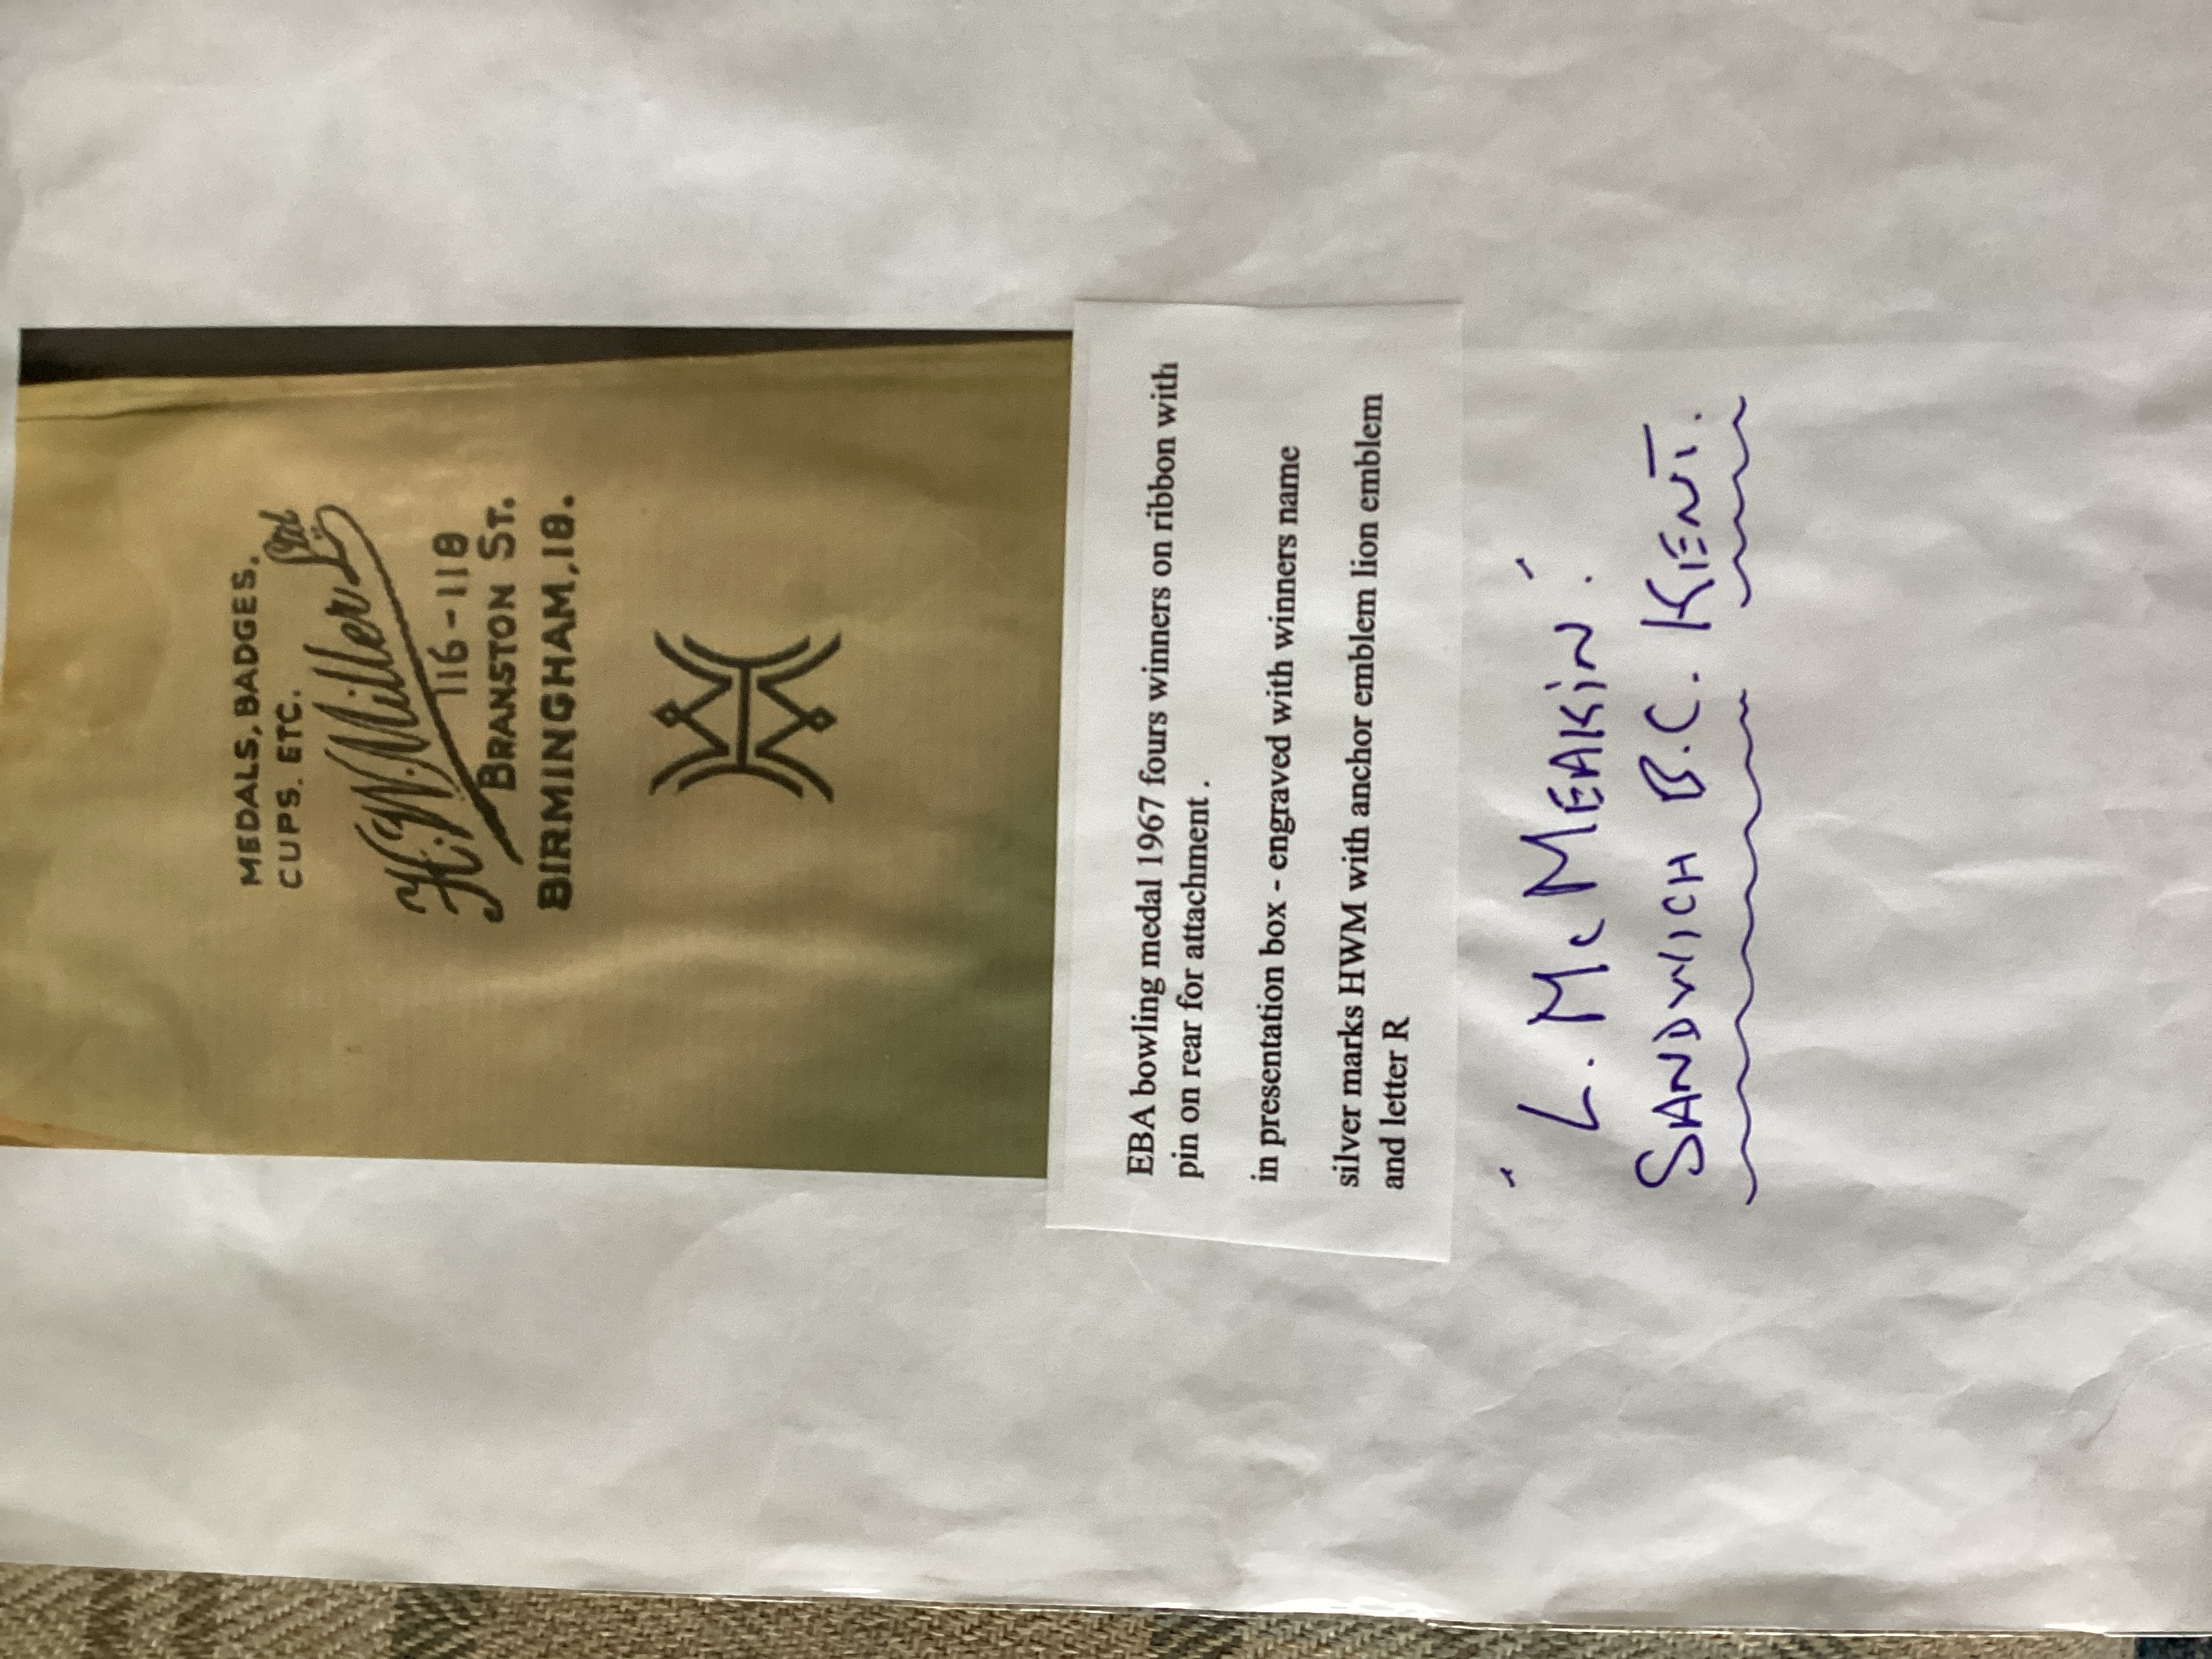 MEDALS, BADGES,
CUPS. ETC.
H.W. Miller Ltd
116-118
BRANSTON ST.
BIRMINGHAM, 18.
EBA bowling medal 1967 fours winners on ribbon with
pin on rear for attachment .
in presentation box - engraved with winners name
silver marks HWM with anchor emblem lion emblem
and letter R
' L. Mc MEAKiN. '
SANDWICH B.C. KENT.